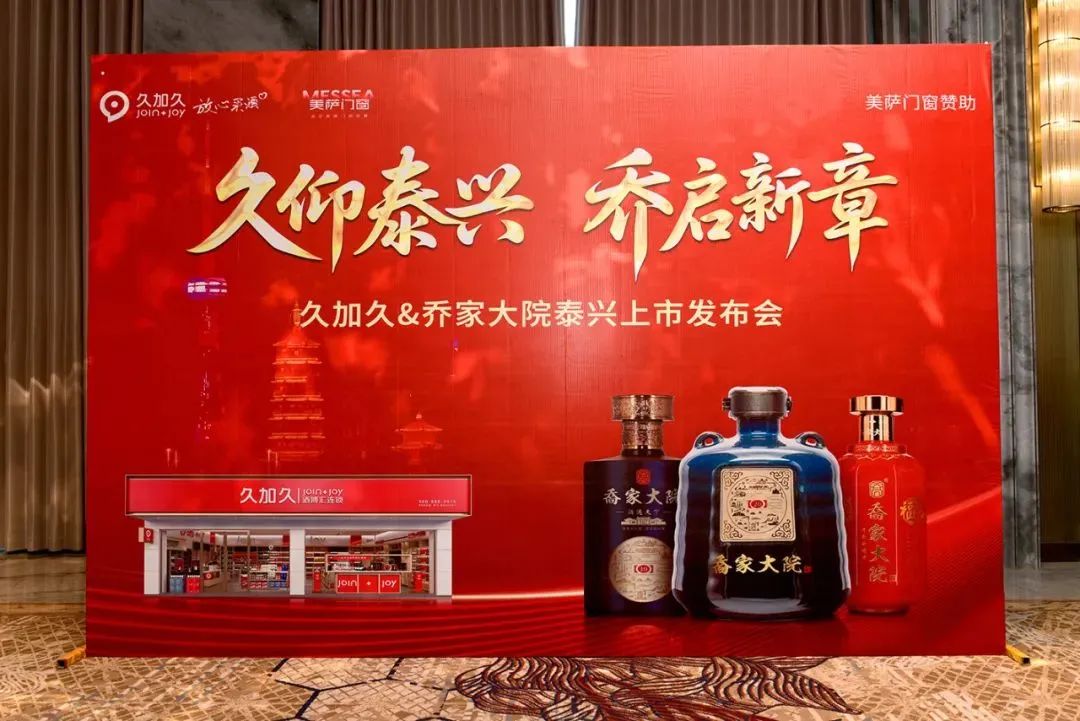 久加久
join+joy
放心买酒
MESSEA
美萨门窗
美萨门窗赞助
久仰泰兴 乔启新章
久加久&乔家大院泰兴上市发布会
久加久 join+joy
酒博汇连锁
join + joy
喬家大院
喬家大院
喬家大院
福